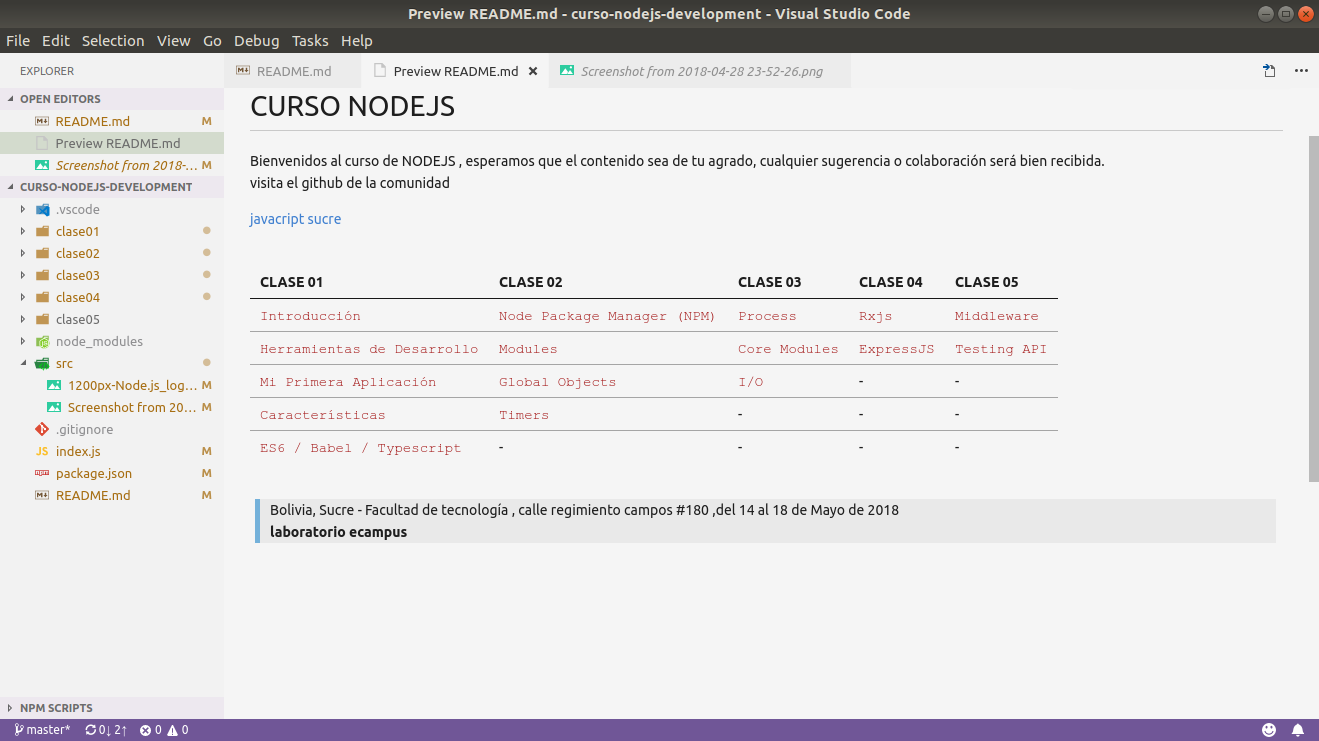 Preview README.md - curso-nodejs-development - Visual Studio Code
File Edit Selection View Go Debug Tasks Help
EXPLORER
README.md
Preview README.md
Screenshot from 2018-04-28 23-52-26.png
OPEN EDITORS
README.md M
Preview README.md
Screenshot from 2018-... M
CURSO-NODEJS-DEVELOPMENT
.vscode
clase01
clase02
clase03
clase04
clase05
node_modules
src
1200px-Node.js_log... M
Screenshot from 20... M
.gitignore
JS index.js M
package.json M
README.md M
NPM SCRIPTS
CURSO NODEJS
Bienvenidos al curso de NODEJS , esperamos que el contenido sea de tu agrado, cualquier sugerencia o colaboración será bien recibida.
visita el github de la comunidad
javacript sucre
CLASE 01 CLASE 02 CLASE 03 CLASE 04 CLASE 05
Introducción Node Package Manager (NPM) Process Rxjs Middleware
Herramientas de Desarrollo Modules Core Modules ExpressJS Testing API
Mi Primera Aplicación Global Objects I/O - -
Características Timers - - -
ES6 / Babel / Typescript - - - -
Bolivia, Sucre - Facultad de tecnología , calle regimiento campos #180 ,del 14 al 18 de Mayo de 2018
laboratorio ecampus
master* 0↓ 2↑ 0 0